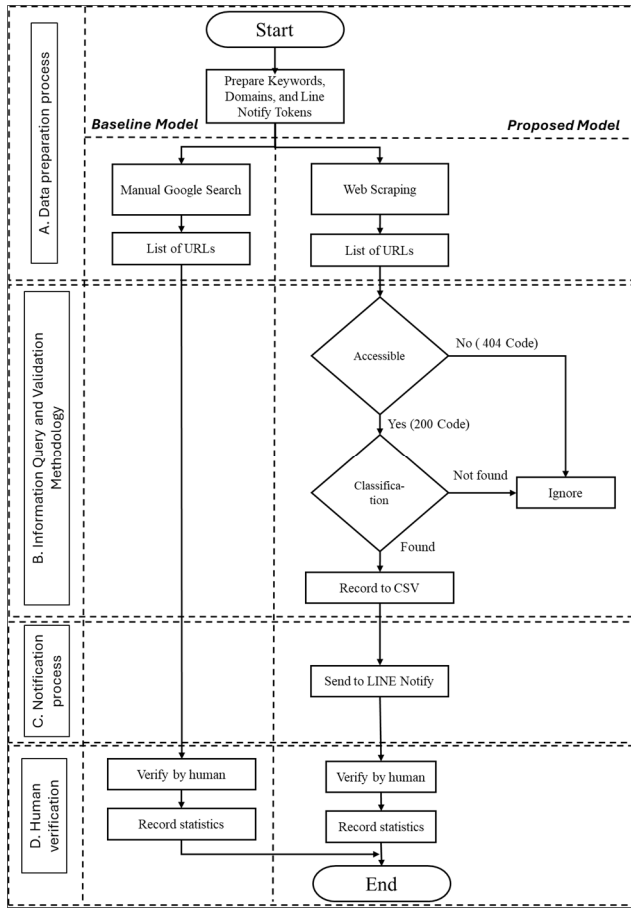 Start
Prepare Keywords,
Domains, and Line
Notify Tokens
Baseline Model
Proposed Model
A. Data preparation process
Manual Google Search
Web Scraping
List of URLs
List of URLs
B. Information Query and Validation
Methodology
Accessible
No ( 404 Code)
Yes (200 Code)
Classifica-
tion
Not found
Ignore
Found
Record to CSV
C. Notification
process
Send to LINE Notify
D. Human
verification
Verify by human
Verify by human
Record statistics
Record statistics
End